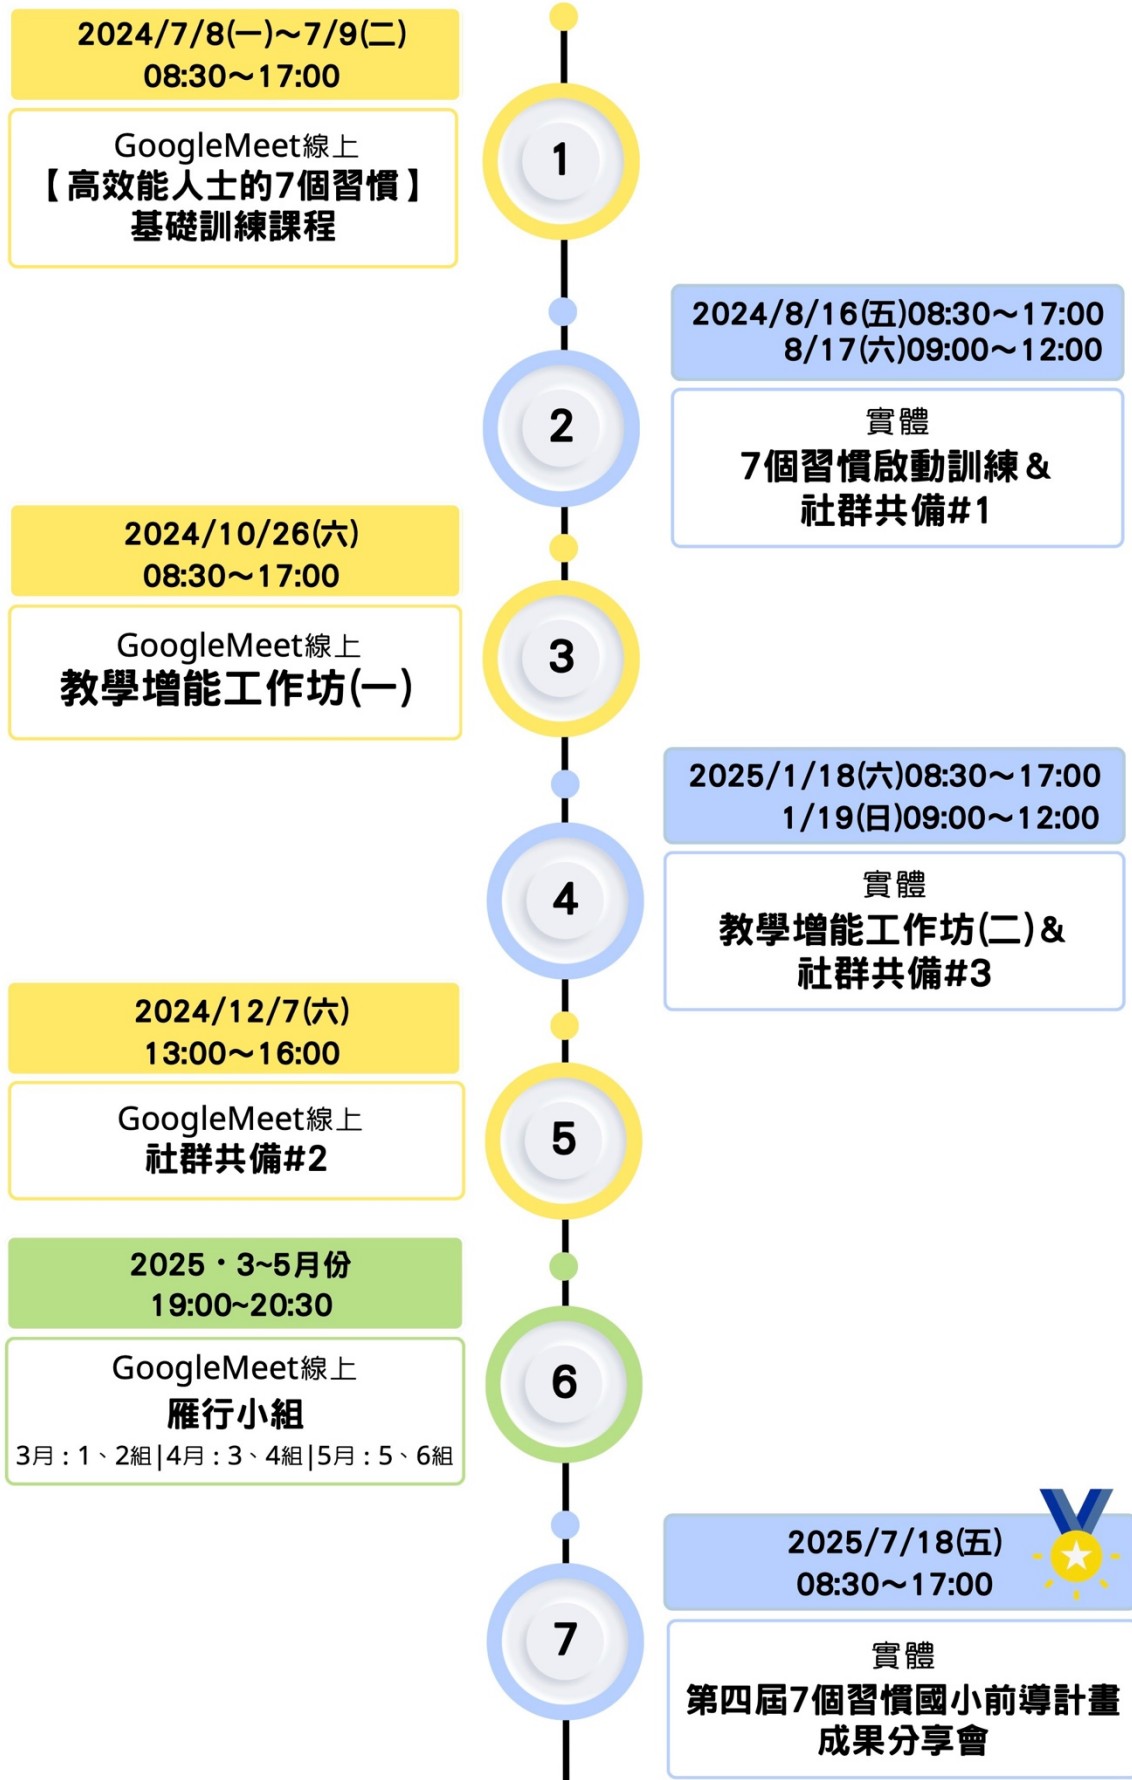 2024/7/8(一)～7/9(二)
08:30～17:00
GoogleMeet線上
【高效能人士的7個習慣】
基礎訓練課程
1
2024/8/16(五)08:30～17:00
8/17(六)09:00～12:00
實體
7個習慣啟動訓練&
社群共備#1
2
2024/10/26(六)
08:30～17:00
GoogleMeet線上
教學增能工作坊(一)
3
2025/1/18(六)08:30～17:00
1/19(日)09:00～12:00
實體
教學增能工作坊(二)&
社群共備#3
4
2024/12/7(六)
13:00～16:00
GoogleMeet線上
社群共備#2
5
2025・3~5月份
19:00~20:30
GoogleMeet線上
雁行小組
3月：1、2組|4月：3、4組|5月：5、6組
6
2025/7/18(五)
08:30～17:00
實體
第四屆7個習慣國小前導計畫
成果分享會
7